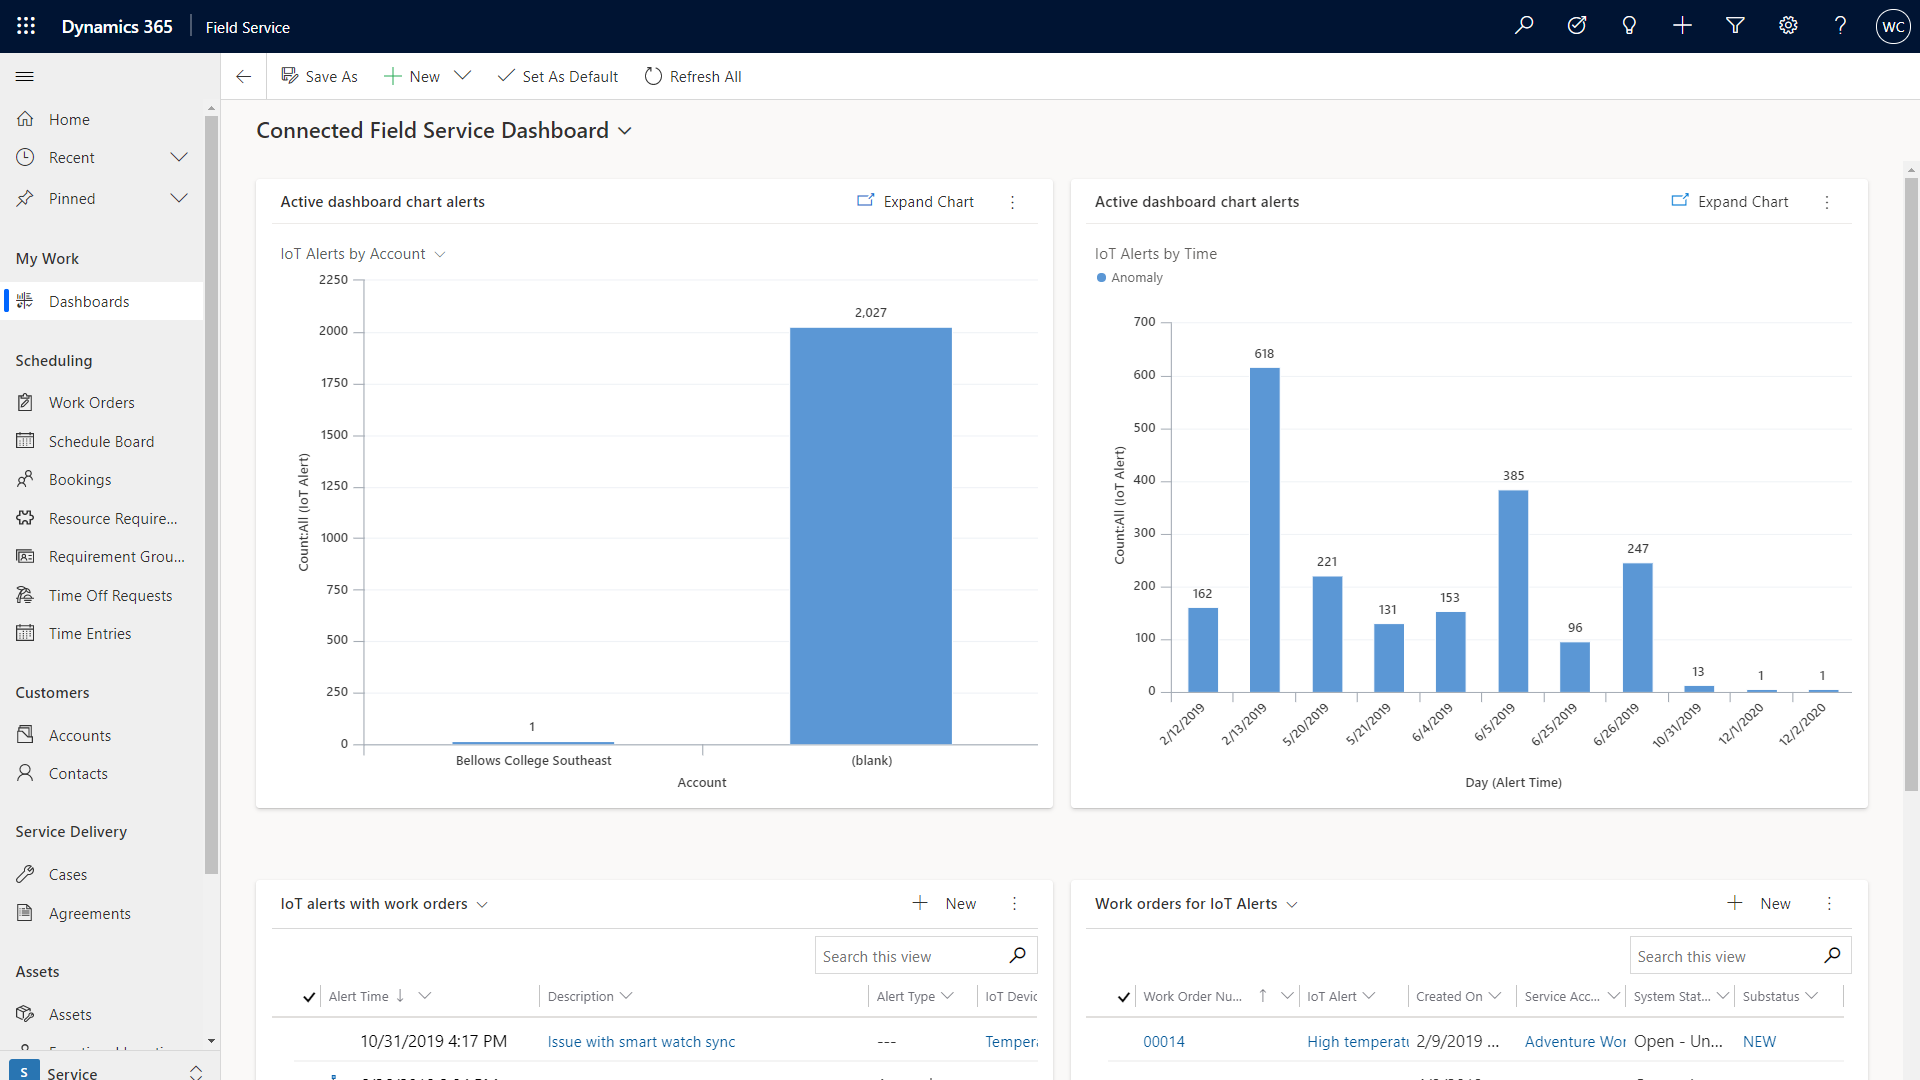 Dynamics 365 Field Service WC
Save As New Set As Default Refresh All
Home
Recent
Pinned
My Work
Dashboards
Scheduling
Work Orders
Schedule Board
Bookings
Resource Require...
Requirement Grou...
Time Off Requests
Time Entries
Customers
Accounts
Contacts
Service Delivery
Cases
Agreements
Assets
Assets
S Service
Connected Field Service Dashboard
Active dashboard chart alerts Expand Chart
IoT Alerts by Account
2250
2000
1750
1500
1250
1000
750
500
250
0
Count:All (IoT Alert)
1
2,027
Bellows College Southeast (blank)
Account
Active dashboard chart alerts Expand Chart
IoT Alerts by Time
Anomaly
700
600
500
400
300
200
100
0
Count:All (IoT Alert)
162 618 221 131 153 385 96 247 13 1 1
2/12/2019 2/13/2019 5/20/2019 5/21/2019 6/4/2019 6/5/2019 6/25/2019 6/26/2019 10/31/2019 12/1/2020 12/2/2020
Day (Alert Time)
IoT alerts with work orders New
Search this view
Alert Time Description Alert Type IoT Devic
10/31/2019 4:17 PM Issue with smart watch sync --- Tempera
Work orders for IoT Alerts New
Search this view
Work Order Nu... IoT Alert Created On Service Acc... System Stat... Substatus
00014 High temperatu 2/9/2019 ... Adventure Wor Open - Un... NEW